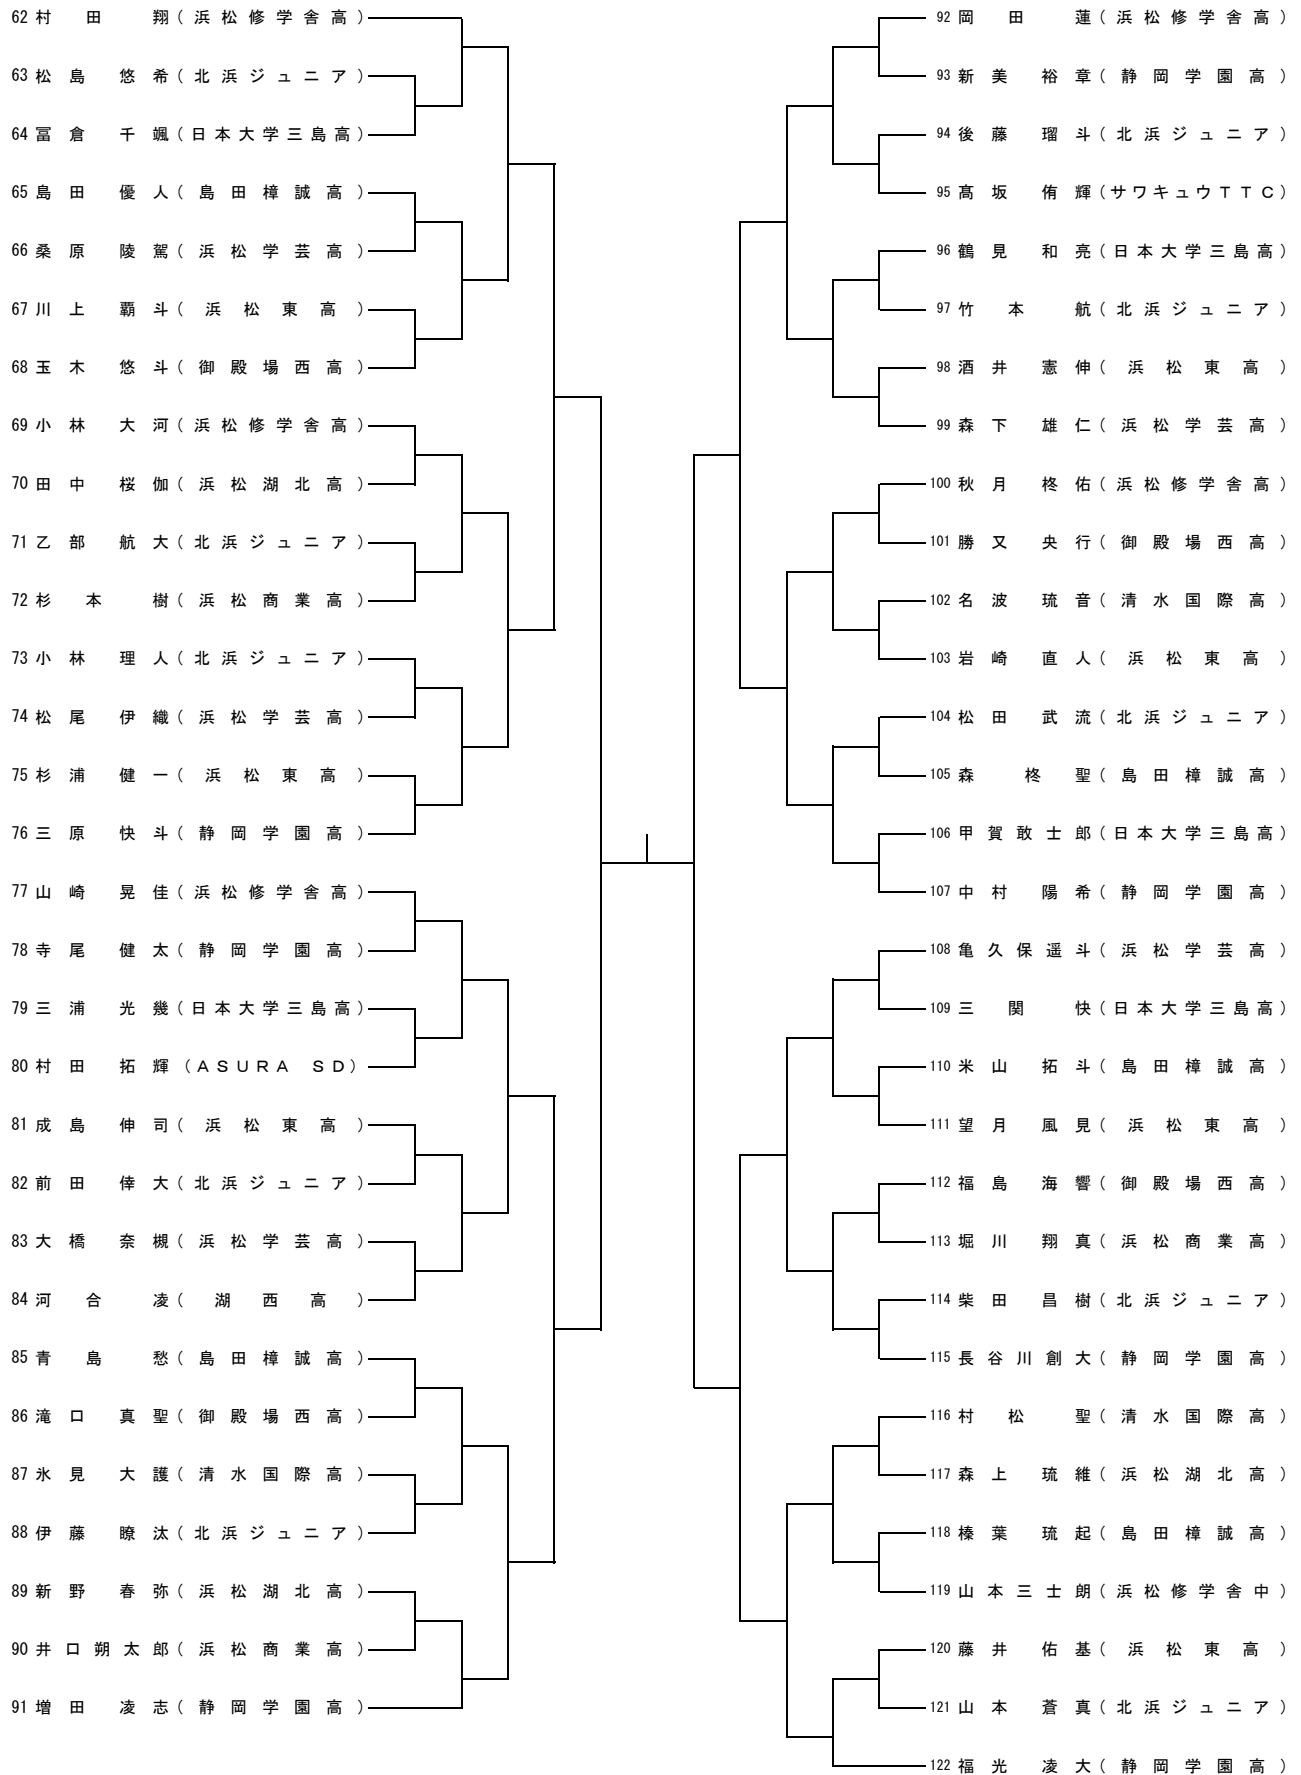 62 村田 翔 (浜松修学舎高)
63 松島 悠希 (北浜ジュニア)
64 冨倉 千颯 (日本大学三島高)
65 島田 優人 (島田樟誠高)
66 桑原 陵駕 (浜松学芸高)
67 川上 覇斗 (浜松東高)
68 玉木 悠斗 (御殿場西高)
69 小林 大河 (浜松修学舎高)
70 田中 桜伽 (浜松湖北高)
71 乙部 航大 (北浜ジュニア)
72 杉本 樹 (浜松商業高)
73 小林 理人 (北浜ジュニア)
74 松尾 伊織 (浜松学芸高)
75 杉浦 健一 (浜松東高)
76 三原 快斗 (静岡学園高)
77 山崎 晃佳 (浜松修学舎高)
78 寺尾 健太 (静岡学園高)
79 三浦 光幾 (日本大学三島高)
80 村田 拓輝 (ASURA SD)
81 成島 伸司 (浜松東高)
82 前田 倖大 (北浜ジュニア)
83 大橋 奈槻 (浜松学芸高)
84 河合 凌 (湖西高)
85 青島 愁 (島田樟誠高)
86 滝口 真聖 (御殿場西高)
87 氷見 大護 (清水国際高)
88 伊藤 瞭汰 (北浜ジュニア)
89 新野 春弥 (浜松湖北高)
90 井口朔太郎 (浜松商業高)
91 増田 凌志 (静岡学園高)
92 岡田 蓮 (浜松修学舎高)
93 新美 裕章 (静岡学園高)
94 後藤 瑠斗 (北浜ジュニア)
95 髙坂 侑輝 (サワキュウTTC)
96 鶴見 和亮 (日本大学三島高)
97 竹本 航 (北浜ジュニア)
98 酒井 憲伸 (浜松東高)
99 森下 雄仁 (浜松学芸高)
100 秋月 柊佑 (浜松修学舎高)
101 勝又 央行 (御殿場西高)
102 名波 琉音 (清水国際高)
103 岩崎 直人 (浜松東高)
104 松田 武流 (北浜ジュニア)
105 森 柊聖 (島田樟誠高)
106 甲賀敢士郎 (日本大学三島高)
107 中村 陽希 (静岡学園高)
108 亀久保遥斗 (浜松学芸高)
109 三関 快 (日本大学三島高)
110 米山 拓斗 (島田樟誠高)
111 望月 風見 (浜松東高)
112 福島 海響 (御殿場西高)
113 堀川 翔真 (浜松商業高)
114 柴田 昌樹 (北浜ジュニア)
115 長谷川創大 (静岡学園高)
116 村松 聖 (清水国際高)
117 森上 琉維 (浜松湖北高)
118 榛葉 琉起 (島田樟誠高)
119 山本三士朗 (浜松修学舎中)
120 藤井 佑基 (浜松東高)
121 山本 蒼真 (北浜ジュニア)
122 福光 凌大 (静岡学園高)